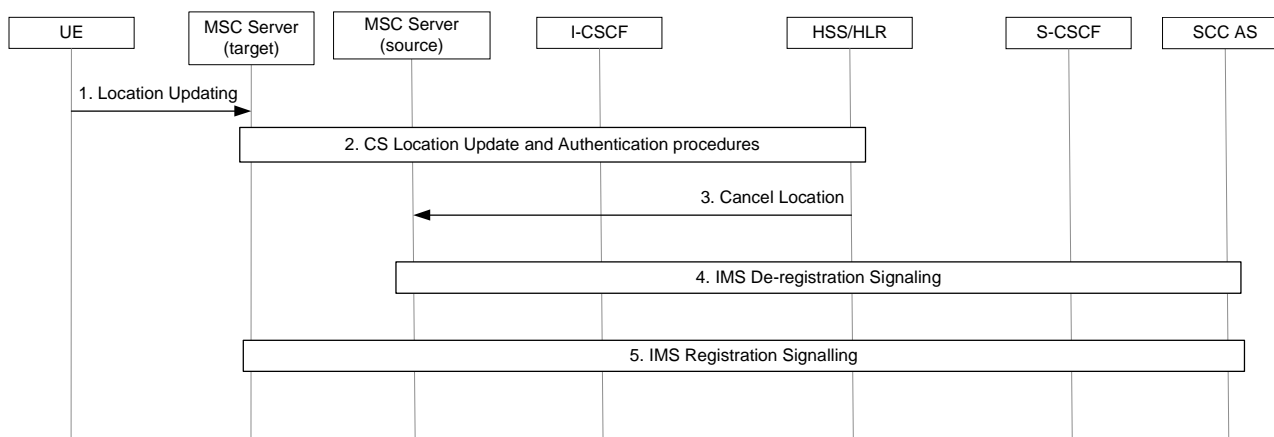 UE
MSC Server
(target)
MSC Server
(source)
I-CSCF
HSS/HLR
S-CSCF
SCC AS
1. Location Updating
2. CS Location Update and Authentication procedures
3. Cancel Location
4. IMS De-registration Signaling
5. IMS Registration Signalling